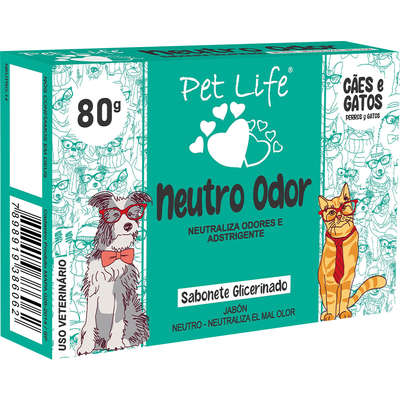 Pet Life®
80g
CÃES e
GATOS
PERROS y GATOS
Neutro Odor
NEUTRALIZA ODORES E
ADSTRIGENTE
Sabonete Glicerinado
JABÓN
NEUTRO - NEUTRALIZA EL MAL OLOR
USO VETERINÁRIO